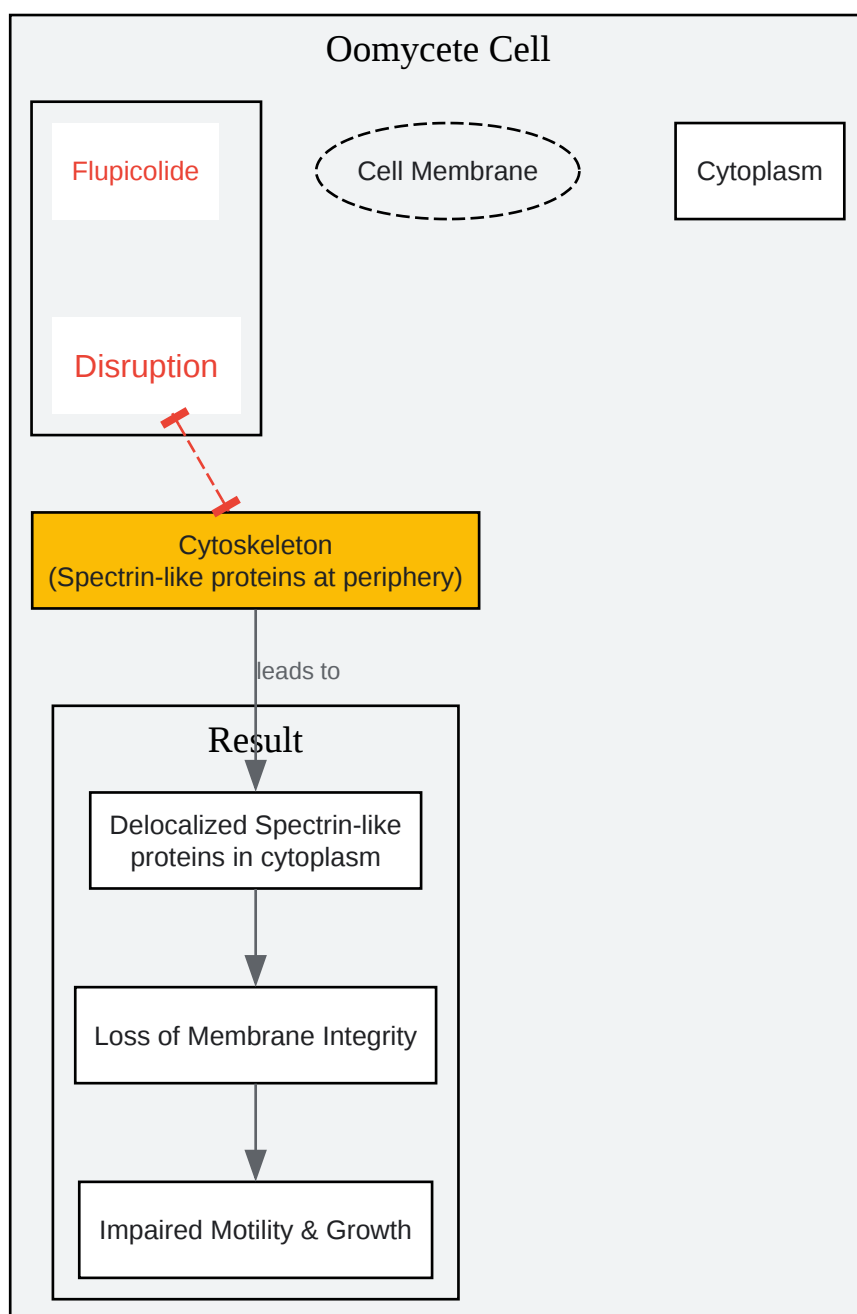 Oomycete Cell
Flupicolide
Cell Membrane
Cytoplasm
Disruption
Cytoskeleton
(Spectrin-like proteins at periphery)
leads to
Result
Delocalized Spectrin-like
proteins in cytoplasm
Loss of Membrane Integrity
Impaired Motility & Growth